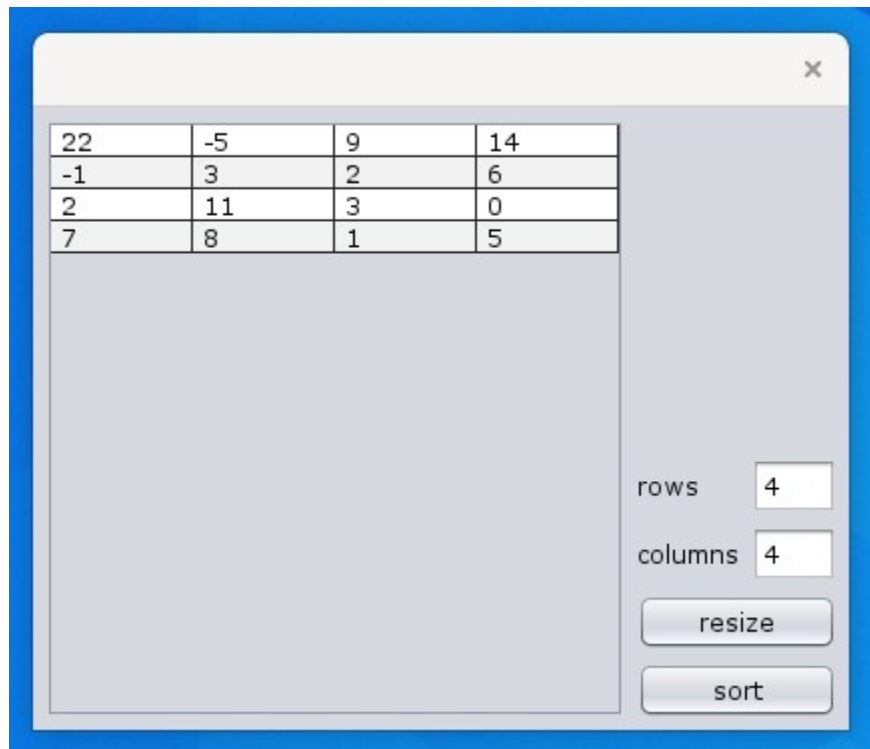 22 -5 9 14
-1 3 2 6
2 11 3 0
7 8 1 5
rows 4
columns 4
resize
sort